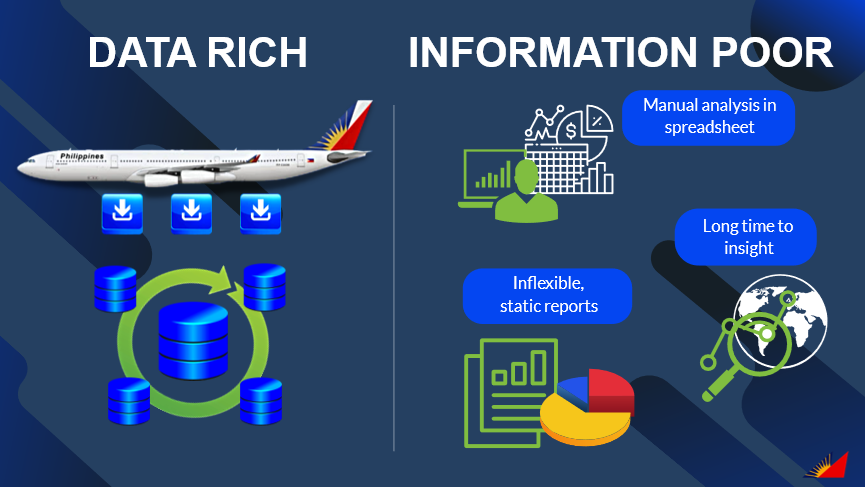 DATA RICH
INFORMATION POOR
Philippines
Manual analysis in
spreadsheet
$
%
Long time to
insight
Inflexible,
static reports